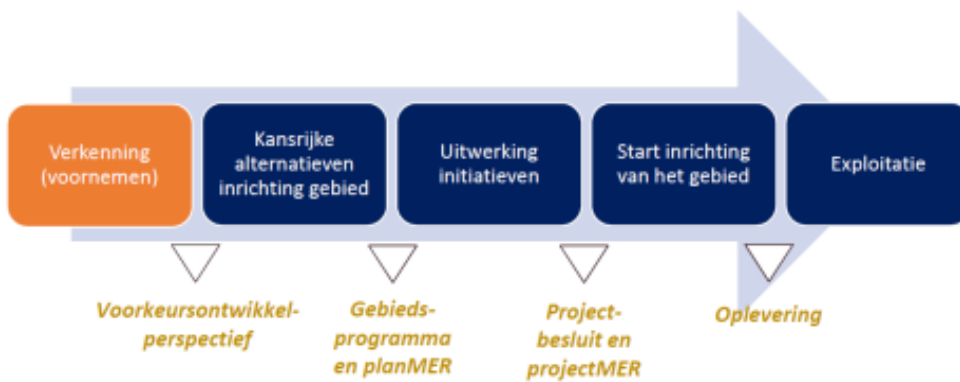 Verkenning
(voornemen)
Kansrijke
alternatieven
inrichting gebied
Uitwerking
initiatieven
Start inrichting
van het gebied
Exploitatie
Voorkeursontwikkel-
perspectief
Gebieds-
programma
en planMER
Project-
besluit en
projectMER
Oplevering